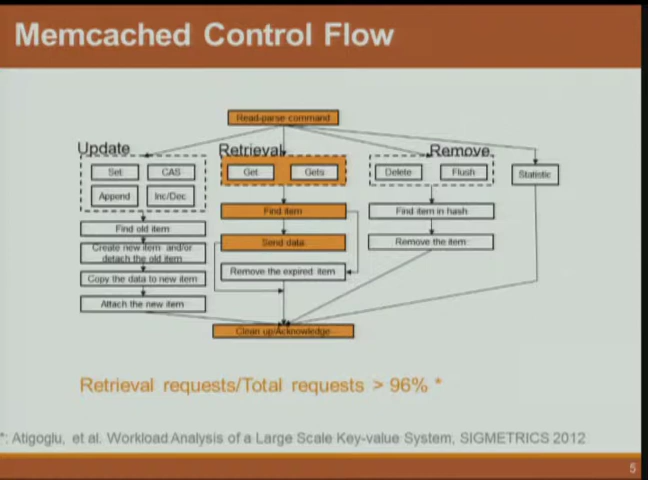 Memcached Control Flow
Read-parse command
Update
Retrieval
Remove
Set
CAS
Get
Gets
Delete
Flush
Statistic
Append
Inc/Dec
Find old item
Find item
Find item in hash
Create new item and/or
detach the old item
Send data
Remove the item
Copy the data to new item
Remove the expired item
Attach the new item
Clean up/Acknowledge
Retrieval requests/Total requests > 96% *
*: Atigoglu, et al. Workload Analysis of a Large Scale Key-value System, SIGMETRICS 2012
5